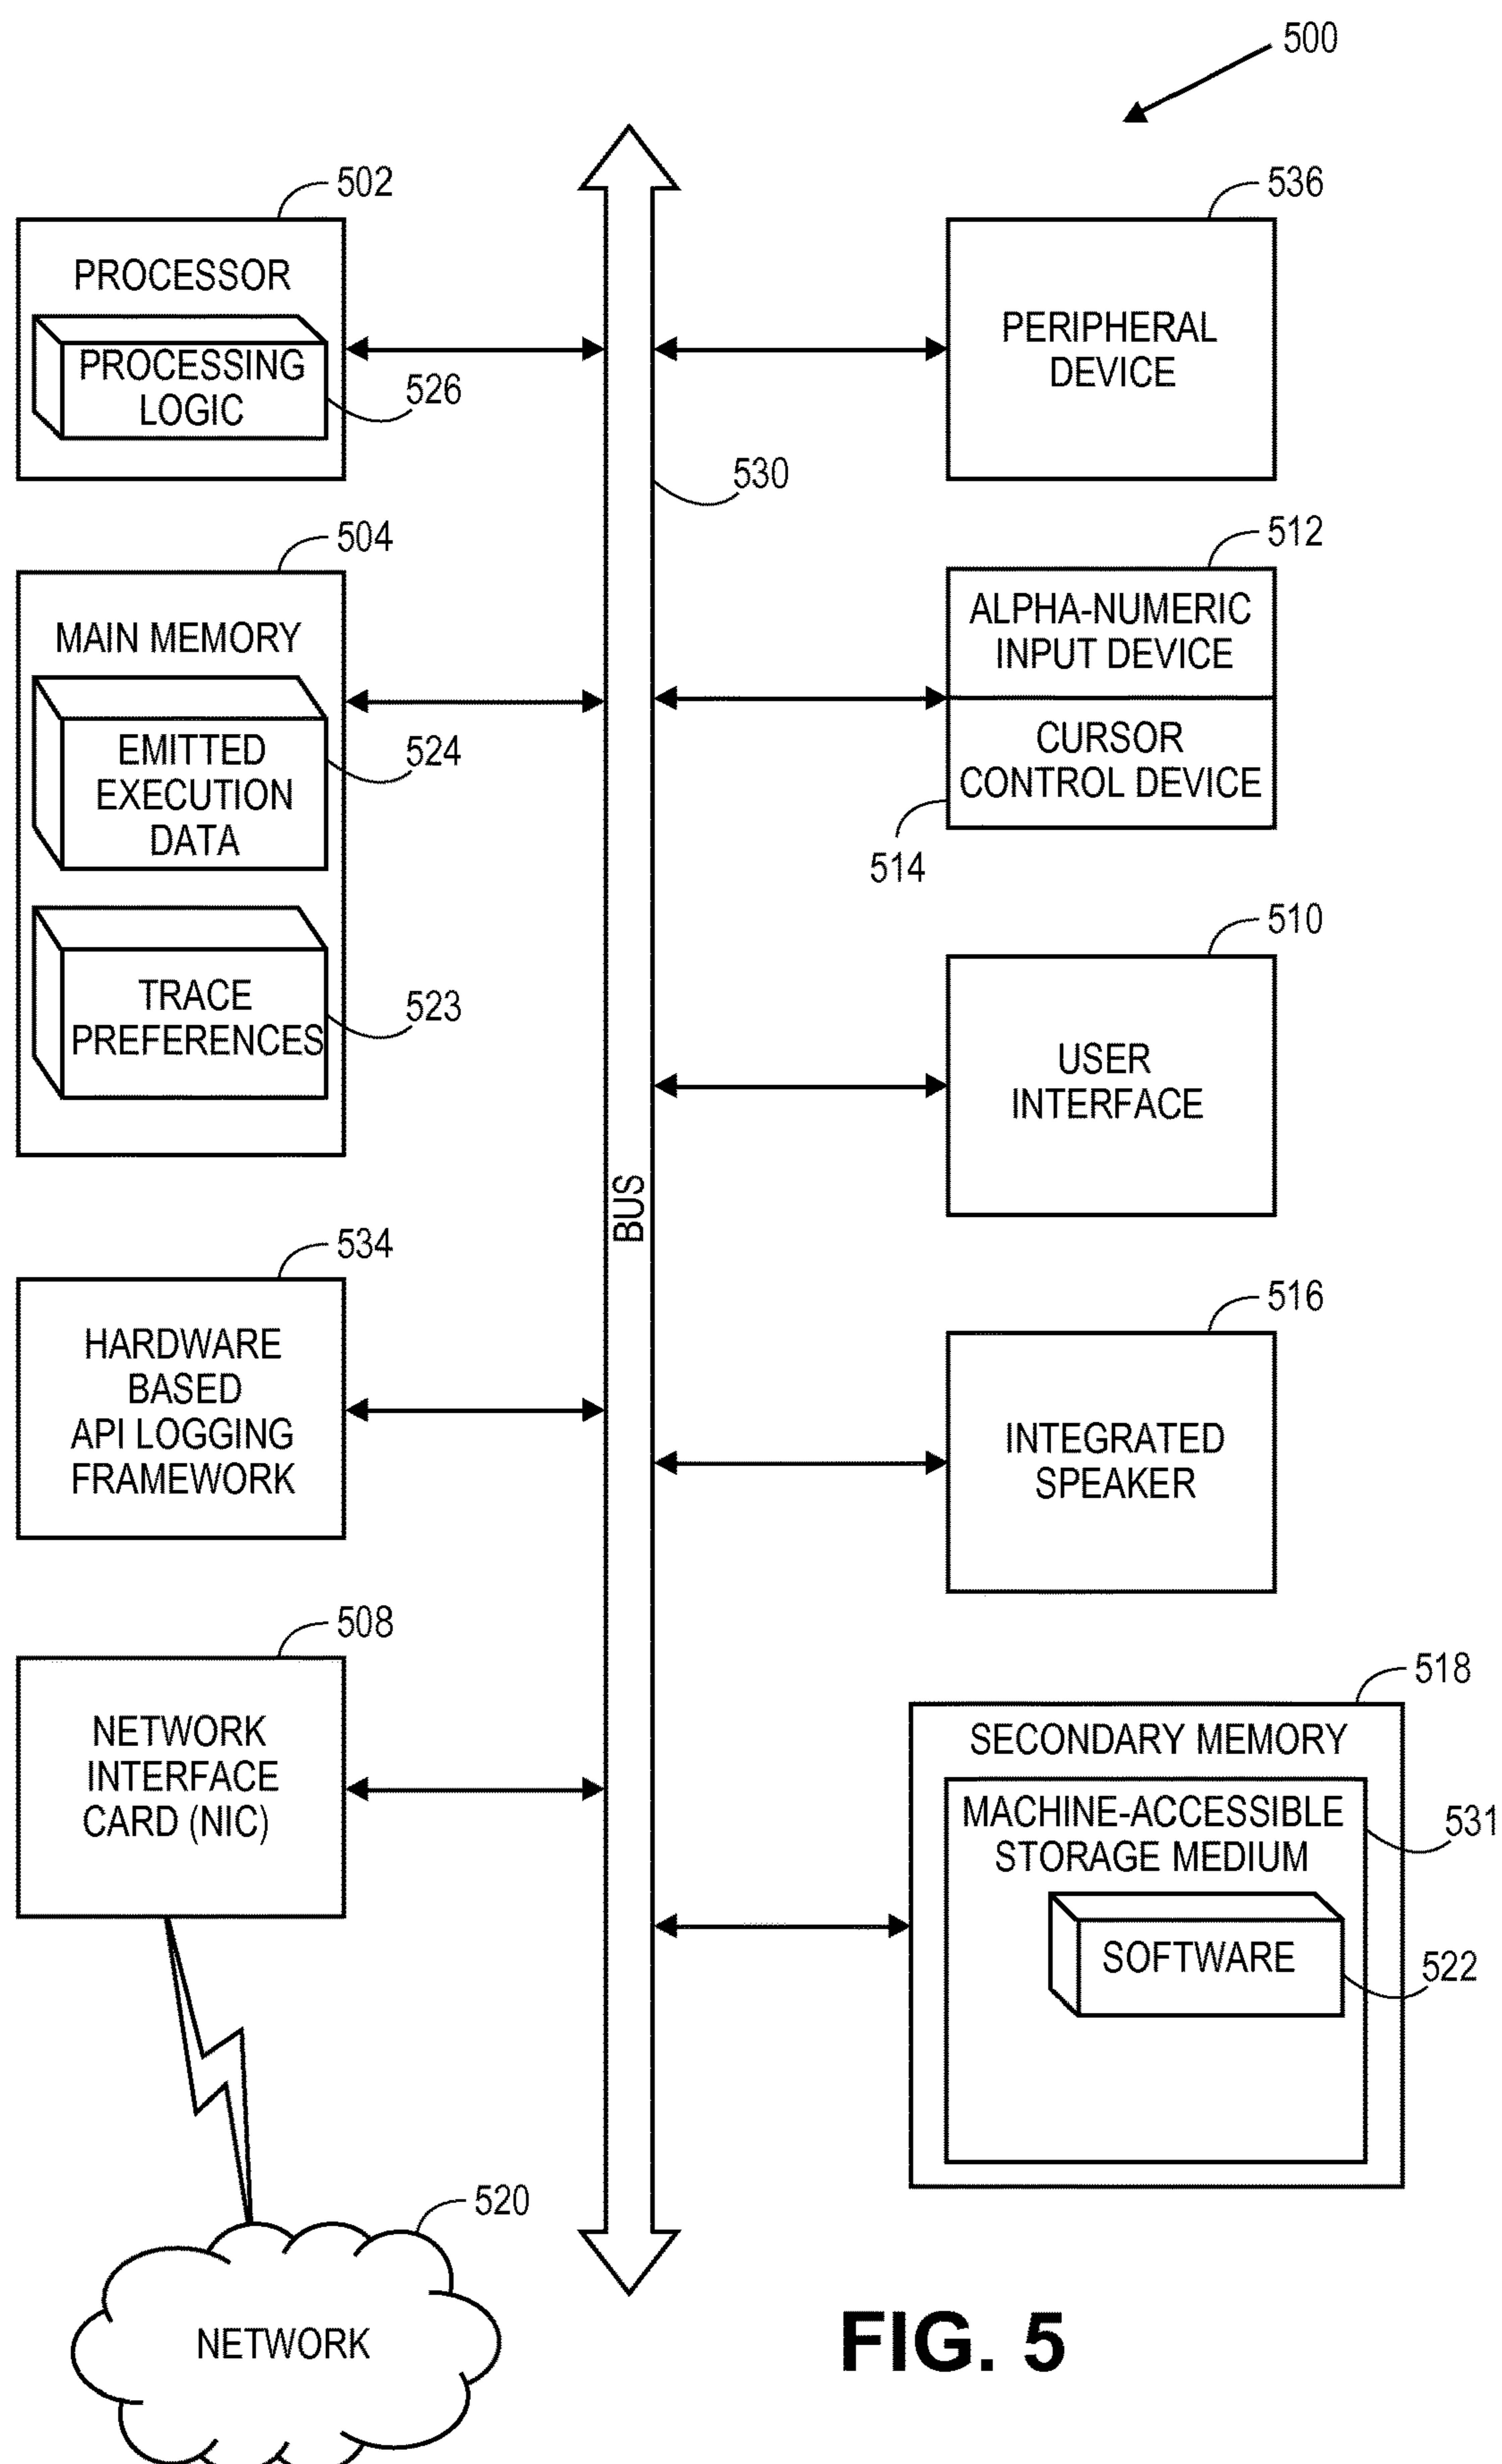 500
502
PROCESSOR
PROCESSING
LOGIC
526
504
MAIN MEMORY
EMITTED
EXECUTION
DATA
524
TRACE
PREFERENCES
523
534
HARDWARE
BASED
API LOGGING
FRAMEWORK
508
NETWORK
INTERFACE
CARD (NIC)
520
NETWORK
530
BUS
536
PERIPHERAL
DEVICE
512
ALPHA-NUMERIC
INPUT DEVICE
CURSOR
CONTROL DEVICE
514
510
USER
INTERFACE
516
INTEGRATED
SPEAKER
518
SECONDARY MEMORY
MACHINE-ACCESSIBLE
STORAGE MEDIUM
531
SOFTWARE
522
FIG. 5